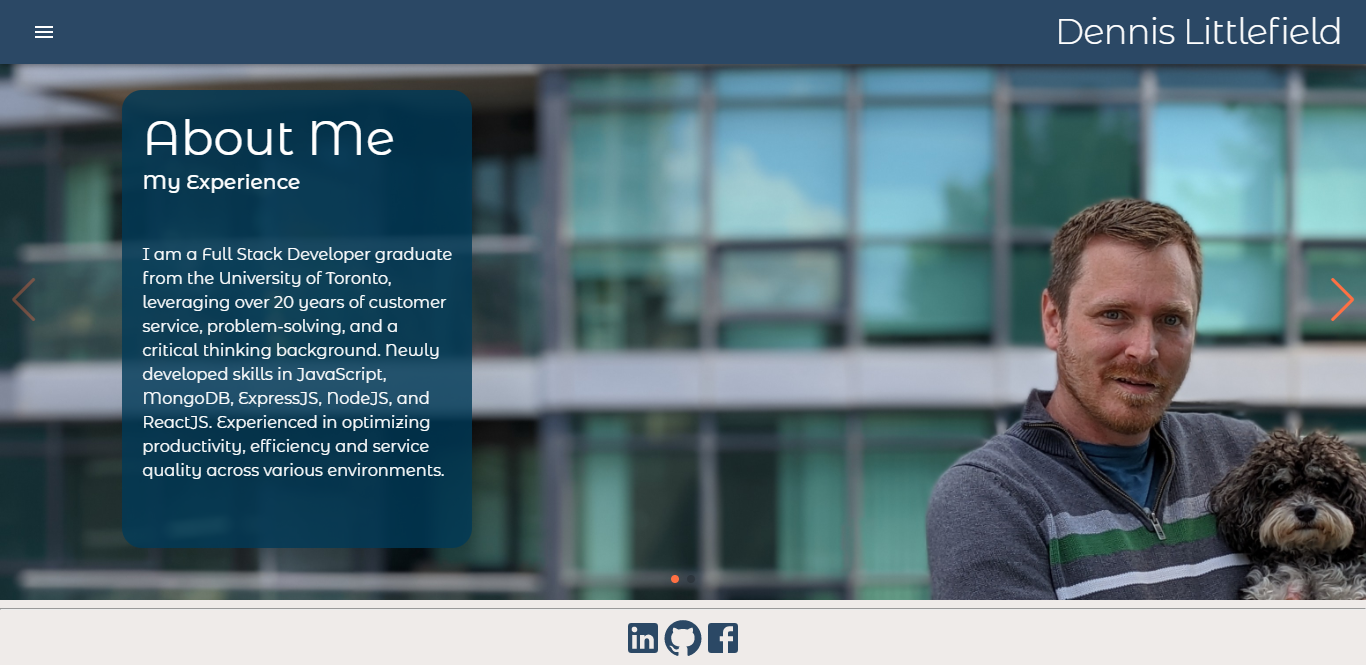 Dennis Littlefield
About Me
My Experience
I am a Full Stack Developer graduate
from the University of Toronto,
leveraging over 20 years of customer
service, problem-solving, and a
critical thinking background. Newly
developed skills in JavaScript,
MongoDB, ExpressJS, NodeJS, and
ReactJS. Experienced in optimizing
productivity, efficiency and service
quality across various environments.